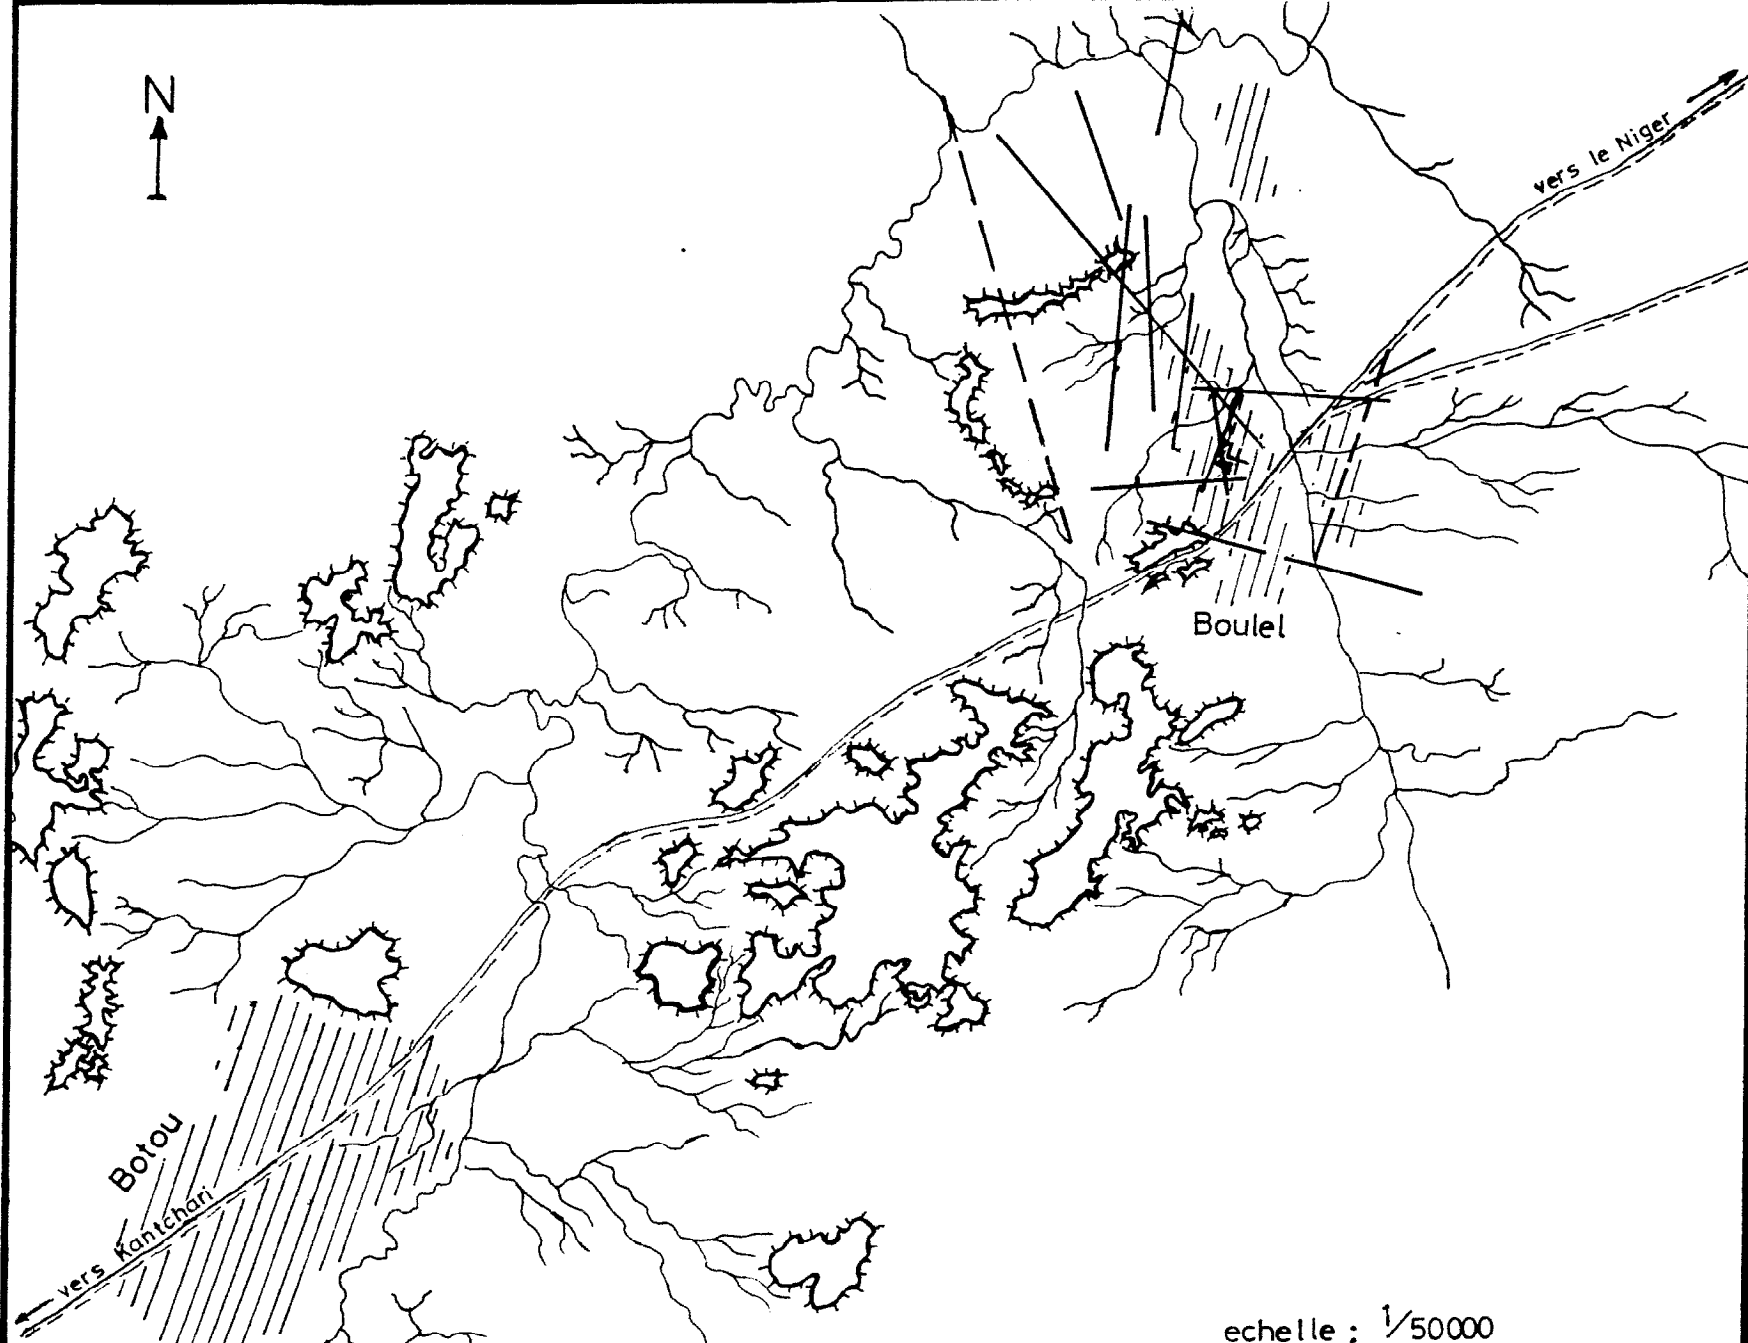 N
vers le Niger
Boulel
Botou
vers Kantchari
echelle : 1/50000